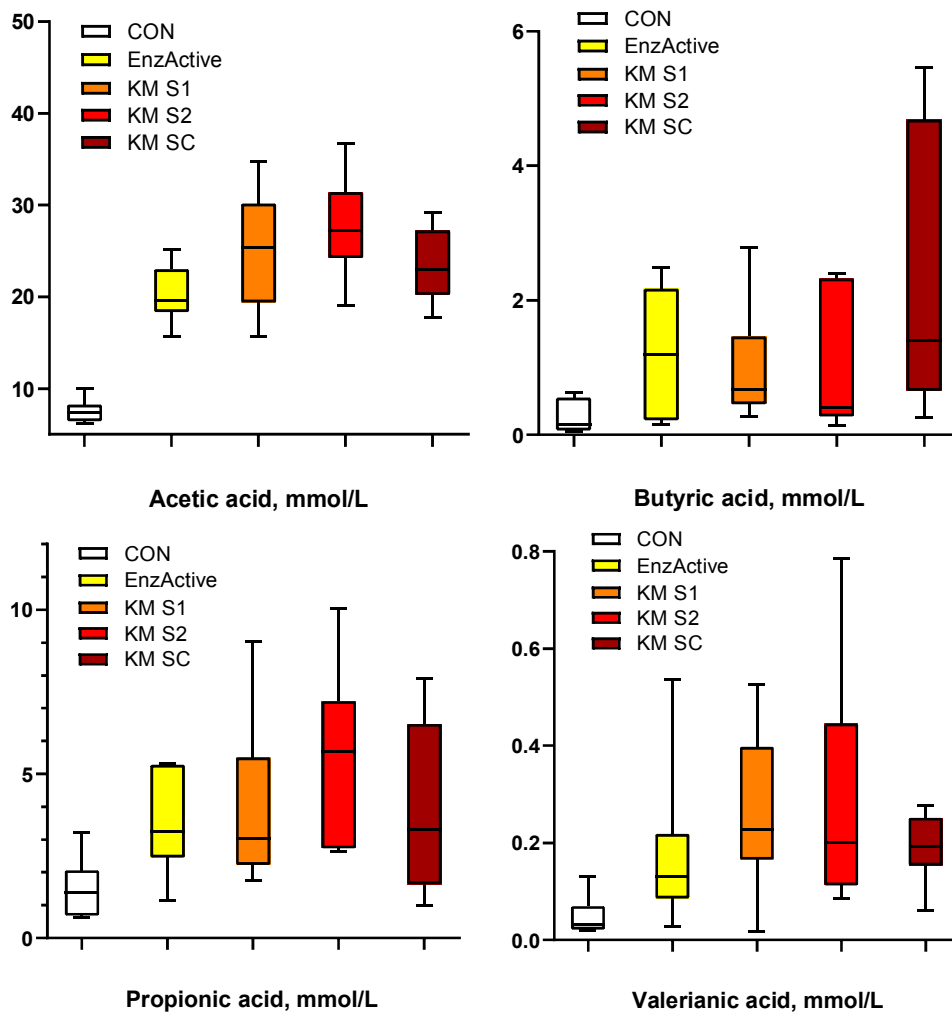 50
40
30
20
10
CON
EnzActive
KM S1
KM S2
KM SC
Acetic acid, mmol/L
6
4
2
0
CON
EnzActive
KM S1
KM S2
KM SC
Butyric acid, mmol/L
10
5
0
CON
EnzActive
KM S1
KM S2
KM SC
Propionic acid, mmol/L
0.8
0.6
0.4
0.2
0.0
CON
EnzActive
KM S1
KM S2
KM SC
Valerianic acid, mmol/L